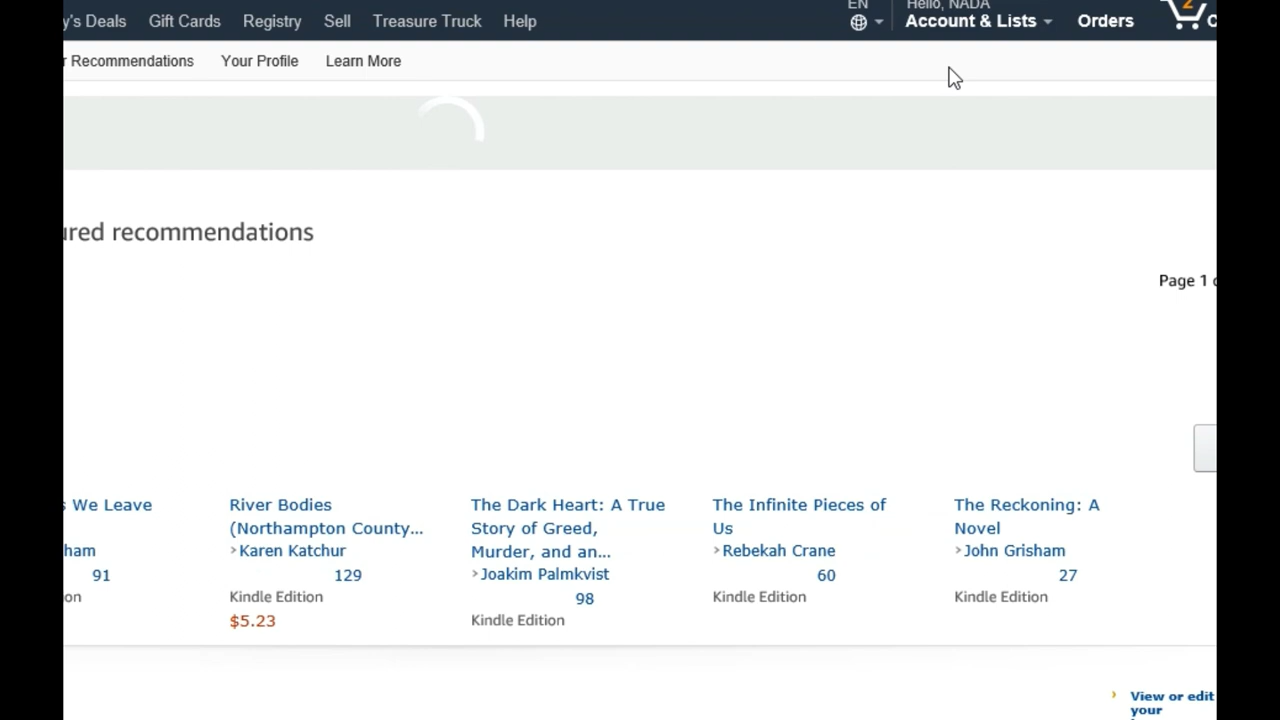 y's Deals Gift Cards Registry Sell Treasure Truck Help EN Hello, NADA Account & Lists Orders 2 C
r Recommendations Your Profile Learn More
ured recommendations
Page 1 o
s We Leave
ham
91
on
River Bodies
(Northampton County...
Karen Katchur
129
Kindle Edition
$5.23
The Dark Heart: A True
Story of Greed,
Murder, and an...
Joakim Palmkvist
98
Kindle Edition
The Infinite Pieces of
Us
Rebekah Crane
60
Kindle Edition
The Reckoning: A
Novel
John Grisham
27
Kindle Edition
View or edit
your